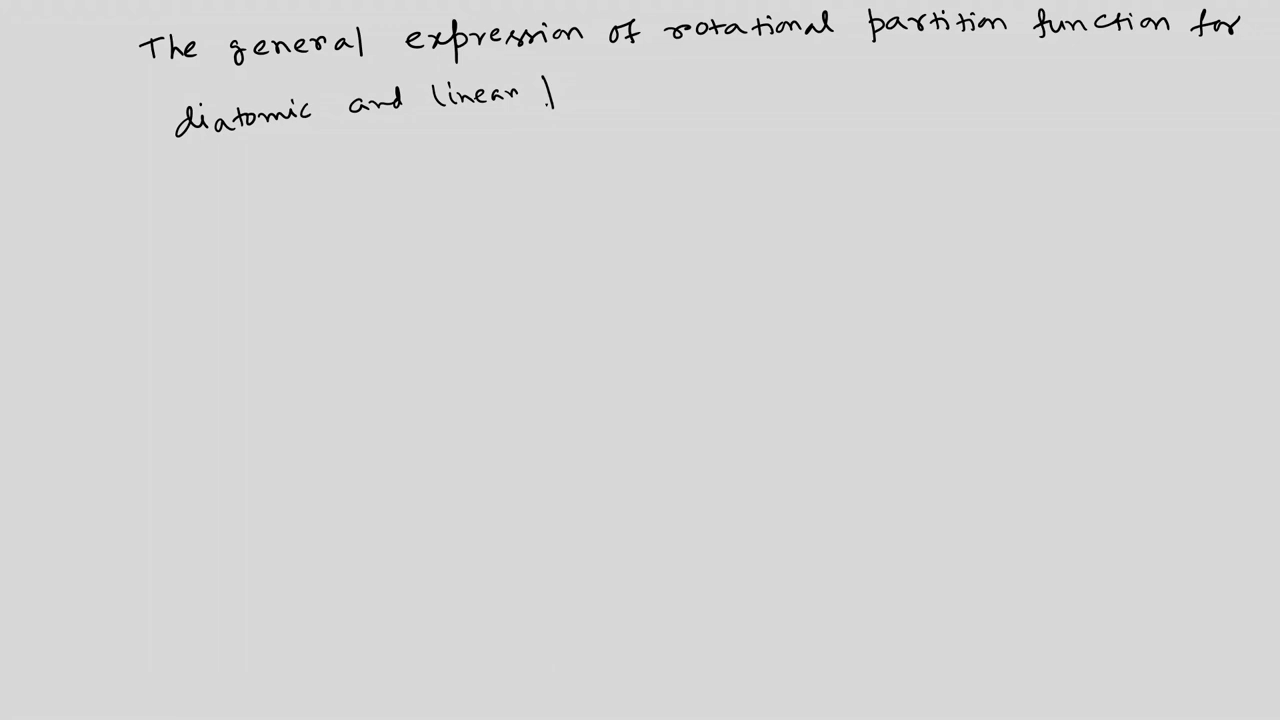 The general expression of rotational partition function for
diatomic and linear